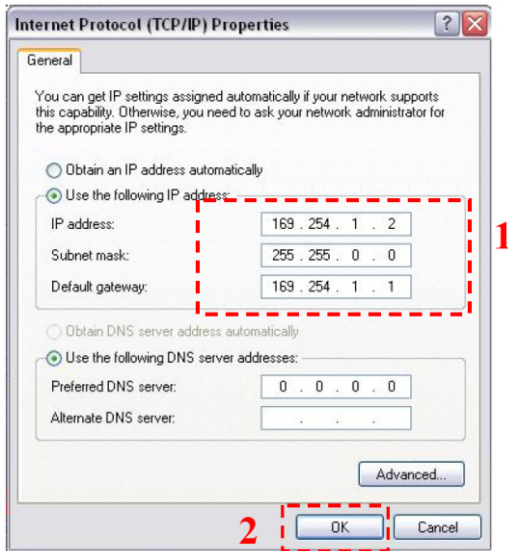 Internet Protocol (TCP/IP) Properties
General
You can get IP settings assigned automatically if your network supports
this capability. Otherwise, you need to ask your network administrator for
the appropriate IP settings.
Obtain an IP address automatically
Use the following IP address:
IP address: 169 . 254 . 1 . 2
Subnet mask: 255 . 255 . 0 . 0
Default gateway: 169 . 254 . 1 . 1
1
Obtain DNS server address automatically
Use the following DNS server addresses:
Preferred DNS server: 0 . 0 . 0 . 0
Alternate DNS server: . . .
Advanced...
2
OK Cancel